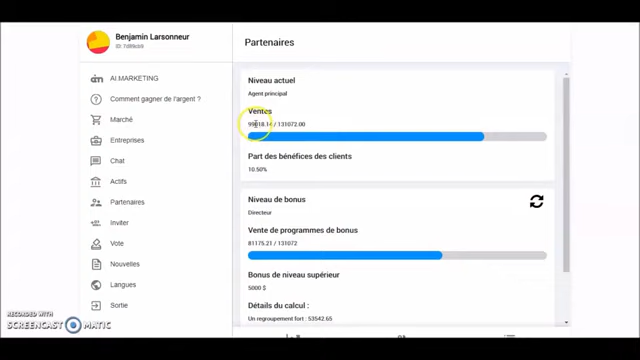 Benjamin Larsonneur
Partenaires
AI MARKETING
Comment gagner de l'argent ?
Marché
Entreprises
Chat
Actifs
Partenaires
Inviter
Vote
Nouvelles
Langues
Sortie
Niveau actuel
Agent principal
Ventes
/ 131072.00
Part des bénéfices des clients
10.50%
Niveau de bonus
Directeur
Vente de programmes de bonus
81175.21 / 131072
Bonus de niveau supérieur
5000 $
Détails du calcul :
Un regroupement fort : 53542.65
RECORDED WITH
SCREENCAST MATIC